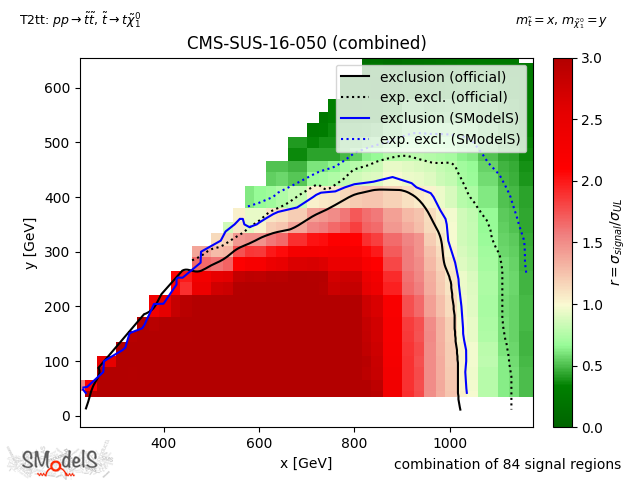 T2tt: pp → t̃t̃, t̃ → tχ̃⁰₁
m_t̃ = x, m_χ̃⁰₁ = y
CMS-SUS-16-050 (combined)
exclusion (official)
exp. excl. (official)
exclusion (SModelS)
exp. excl. (SModelS)
600
500
400
300
200
100
0
y [GeV]
400
600
800
1000
x [GeV]
3.0
2.5
2.0
1.5
1.0
0.5
0.0
r = σ_signal/σ_UL
SModelS
combination of 84 signal regions